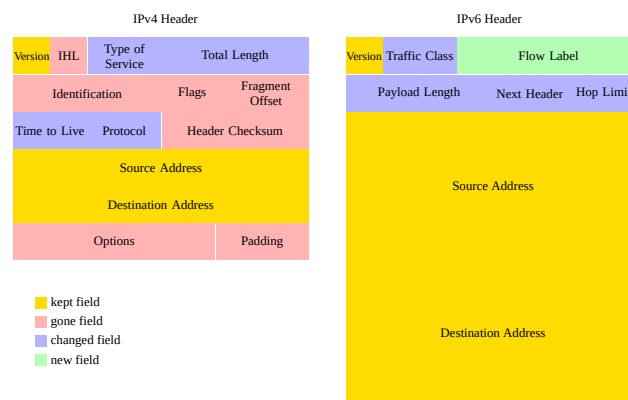 IPv4 Header
IPv6 Header
Version IHL Type of Service Total Length
Identification Flags Fragment Offset
Time to Live Protocol Header Checksum
Source Address
Destination Address
Options Padding
Version Traffic Class Flow Label
Payload Length Next Header Hop Limi
Source Address
Destination Address
kept field
gone field
changed field
new field